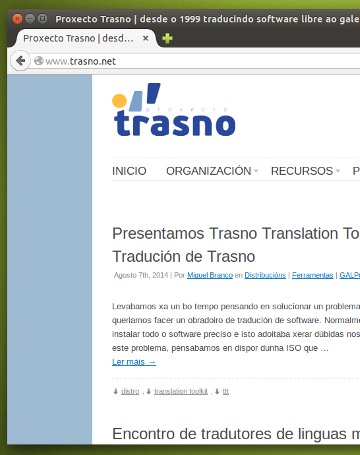 Proxecto Trasno | desde o 1999 traducindo software libre ao gale
Proxecto Trasno | desd...
www.trasno.net
proxecto
trasno
INICIO ORGANIZACIÓN RECURSOS P
Presentamos Trasno Translation To
Tradución de Trasno
Agosto 7th, 2014 | Por Miguel Branco en Distribucións | Ferramentas | GALPo
Levabamos xa un bo tempo pensando en solucionar un problema
queriamos facer un obradoiro de tradución de software. Normalme
instalar todo o software preciso e isto adoitaba xerar dúbidas nos
este problema, pensabamos en dispor dunha ISO que ...
Ler mais →
distro , translation toolkit , ttt
Encontro de tradutores de linguas m